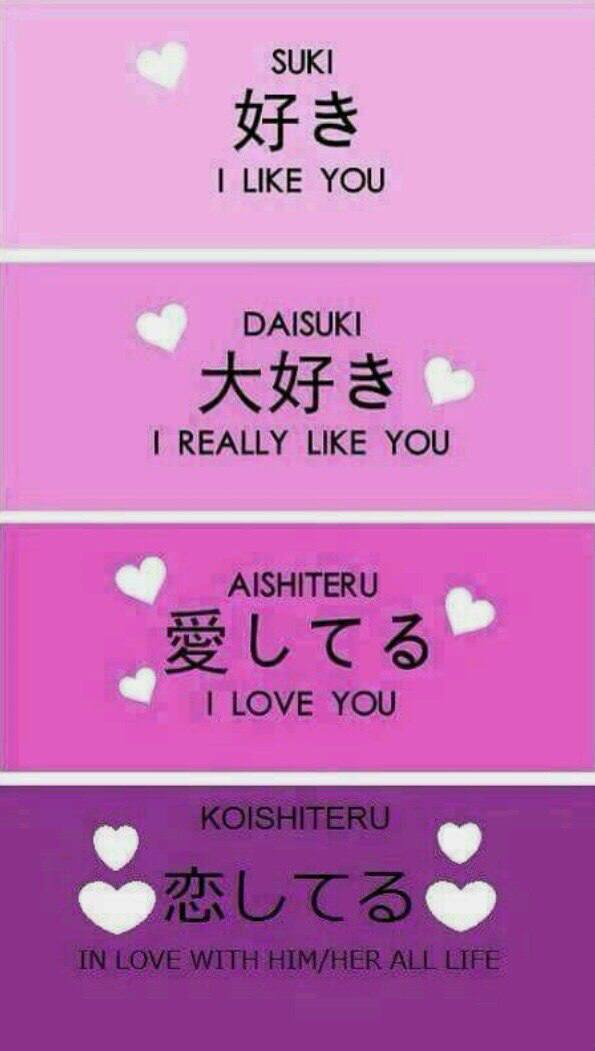 SUKI
好き
I LIKE YOU
DAISUKI
大好き
I REALLY LIKE YOU
AISHITERU
愛してる
I LOVE YOU
KOISHITERU
恋してる
IN LOVE WITH HIM/HER ALL LIFE